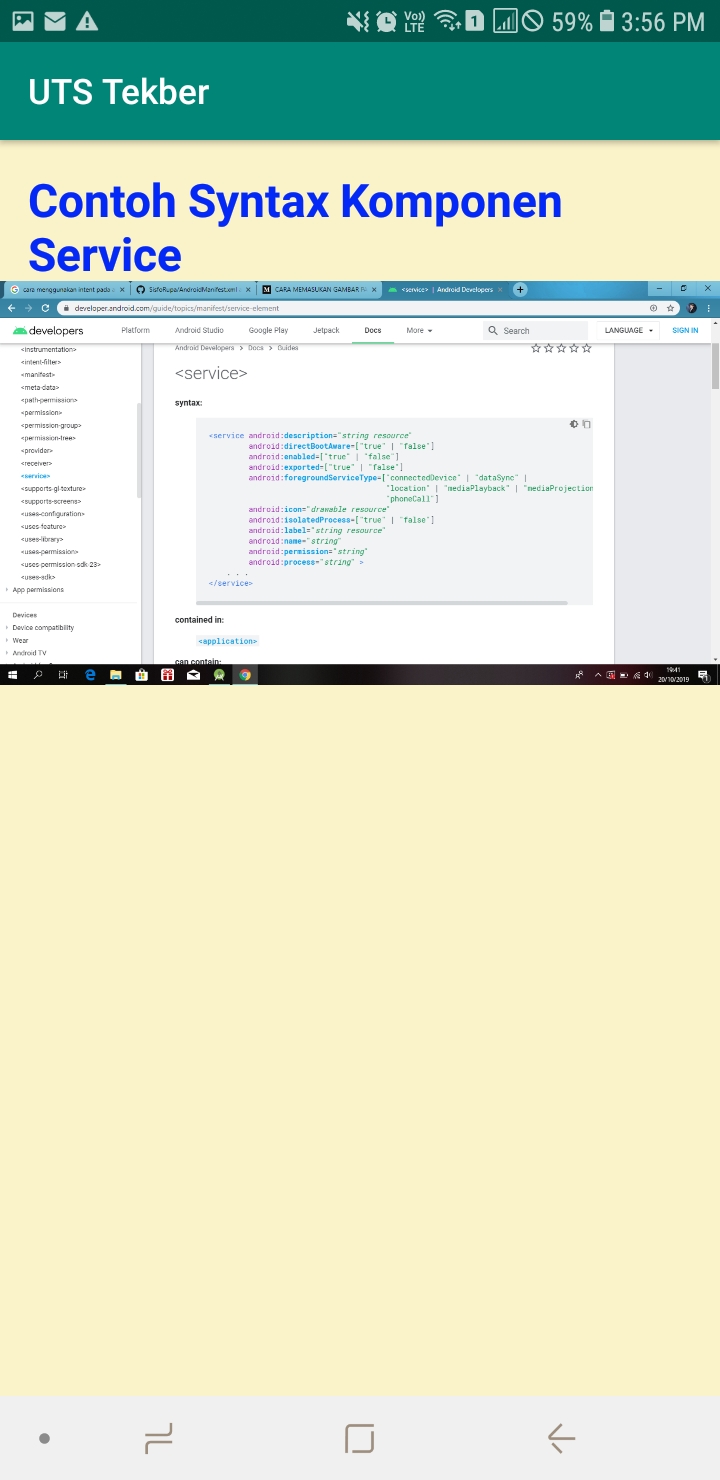 Vo))
LTE
1
59%
3:56 PM
UTS Tekber
Contoh Syntax Komponen
Service
cara menggunakan intent pada
SisfoRupa/AndroidManifest.xml
CARA MEMASUKAN GAMBAR
<service> | Android Developers
developer.android.com/guide/topics/manifest/service-element
developers
Platform
Android Studio
Google Play
Jetpack
Docs
More
Search
LANGUAGE
SIGN IN
<instrumentation>
<intent-filter>
<manifest>
<meta-data>
<path-permission>
<permission>
<permission-group>
<permission-tree>
<provider>
<receiver>
<service>
<supports-gl-texture>
<supports-screens>
<uses-configuration>
<uses-feature>
<uses-library>
<uses-permission>
<uses-permission-sdk-23>
<uses-sdk>
App permissions
Devices
Device compatibility
Wear
Android TV
Android Developers > Docs > Guides
<service>
syntax:
<service android:description="string resource"
android:directBootAware=["true" | "false"]
android:enabled=["true" | "false"]
android:exported=["true" | "false"]
android:foregroundServiceType=["connectedDevice" | "dataSync" |
"location" | "mediaPlayback" | "mediaProjection
"phoneCall"]
android:icon="drawable resource"
android:isolatedProcess=["true" | "false"]
android:label="string resource"
android:name="string"
android:permission="string"
android:process="string" >
. . .
</service>
contained in:
<application>
can contain:
19:41
20/10/2019